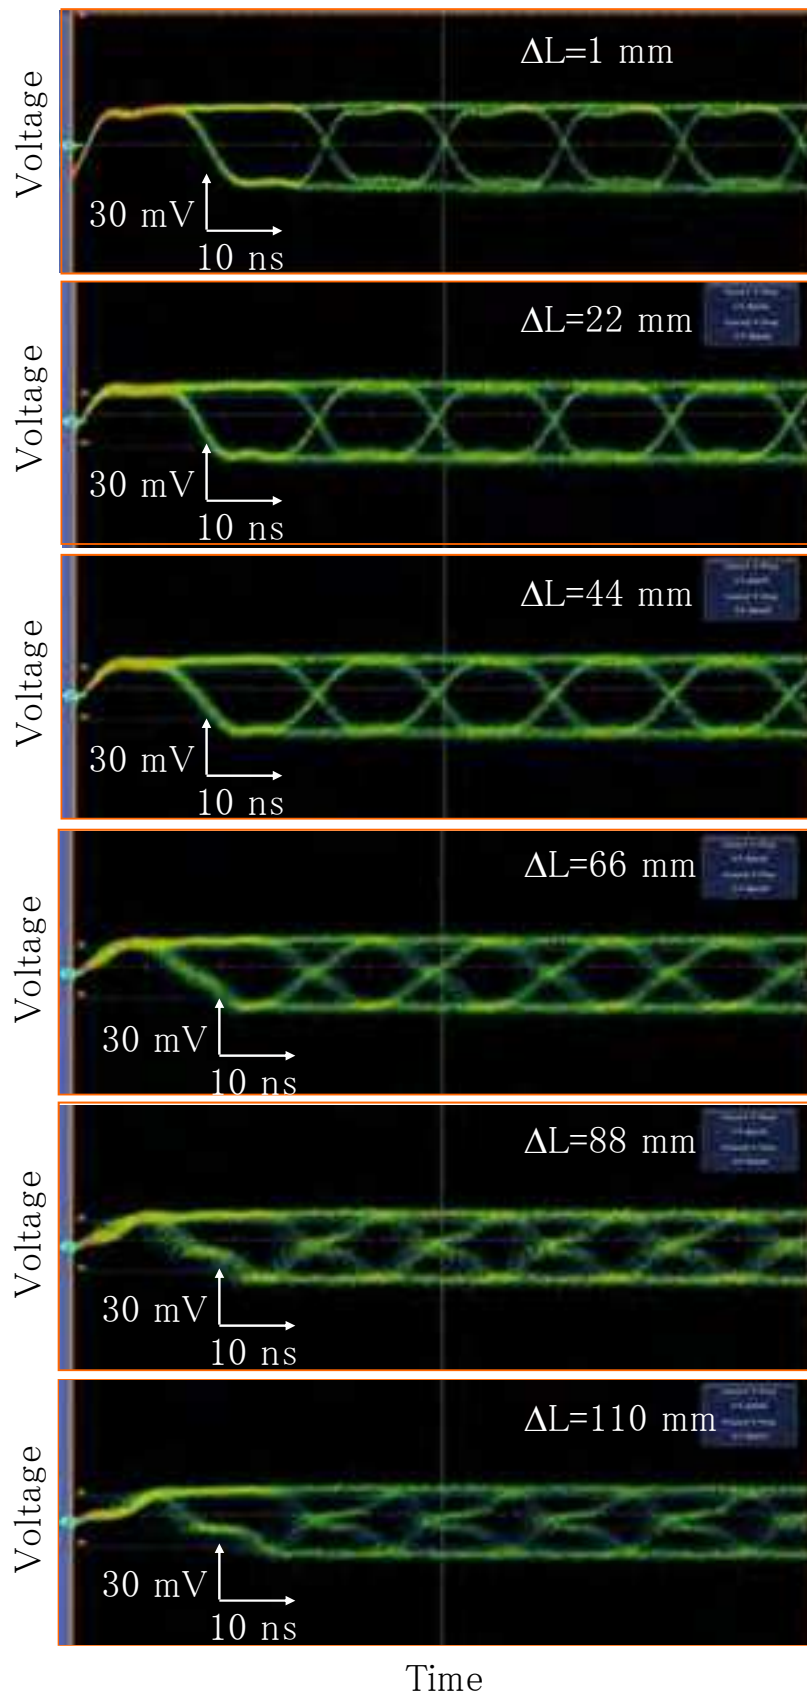 ΔL=1 mm
Voltage
30 mV
10 ns
ΔL=22 mm
Voltage
30 mV
10 ns
ΔL=44 mm
Voltage
30 mV
10 ns
ΔL=66 mm
Voltage
30 mV
10 ns
ΔL=88 mm
Voltage
30 mV
10 ns
ΔL=110 mm
Voltage
30 mV
10 ns
Time